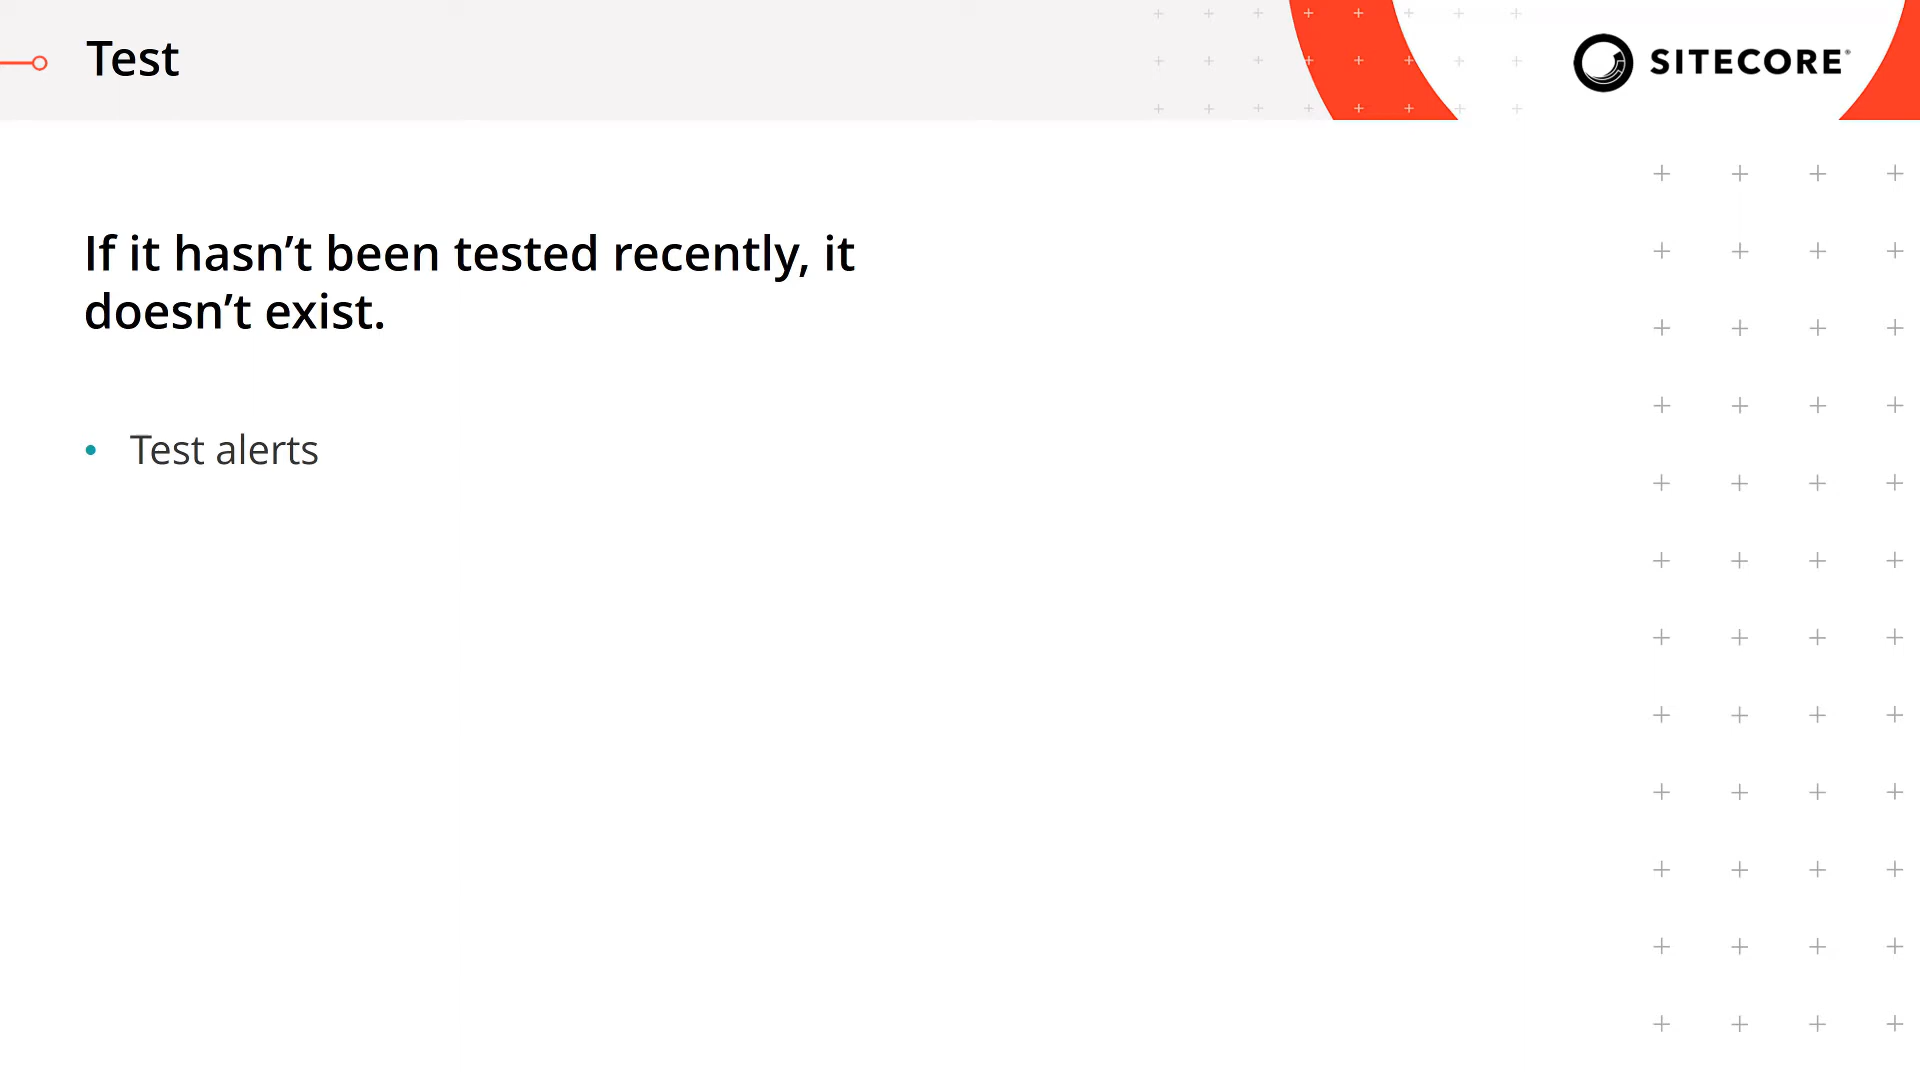 Test
SITECORE®
If it hasn’t been tested recently, it
doesn’t exist.
• Test alerts